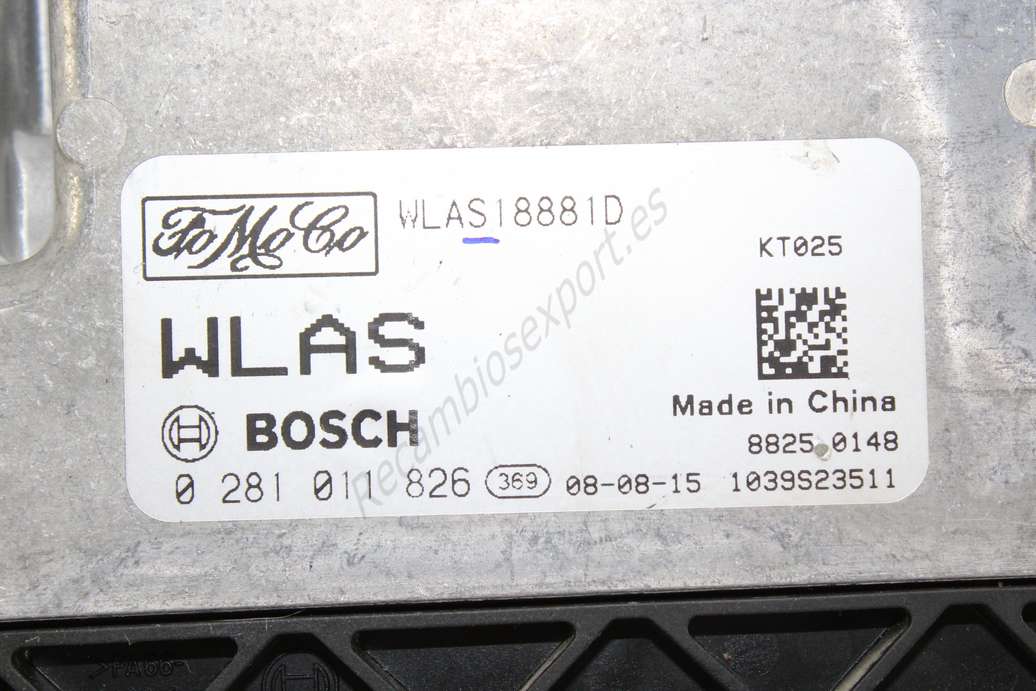 FoMoCo
WLAS18881D
KT025
WLAS
BOSCH
Made in China
8825 0148
0 281 011 826 369 08-08-15 1039S23511
Recambiosexport.es
>PA66